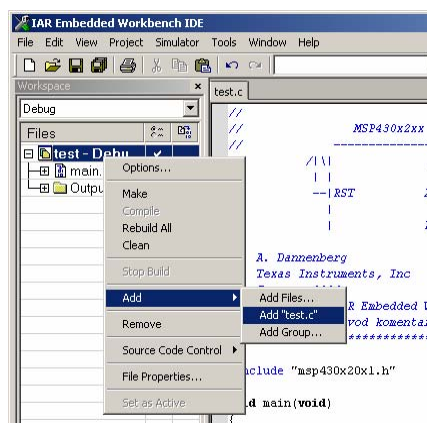 IAR Embedded Workbench IDE
File Edit View Project Simulator Tools Window Help
Workspace
test.c
Debug
Files
test - Debu
main.
Outpu
Options...
Make
Compile
Rebuild All
Clean
Stop Build
Add
Remove
Source Code Control
File Properties...
Set as Active
Add Files...
Add "test.c"
Add Group...
//
// MSP430x2xx
// -----------------
/|\|
| |
--|RST
|
A. Dannenberg
Texas Instruments, Inc
R Embedded
vod komentar
****************
nclude "msp430x20x1.h"
d main(void)
{